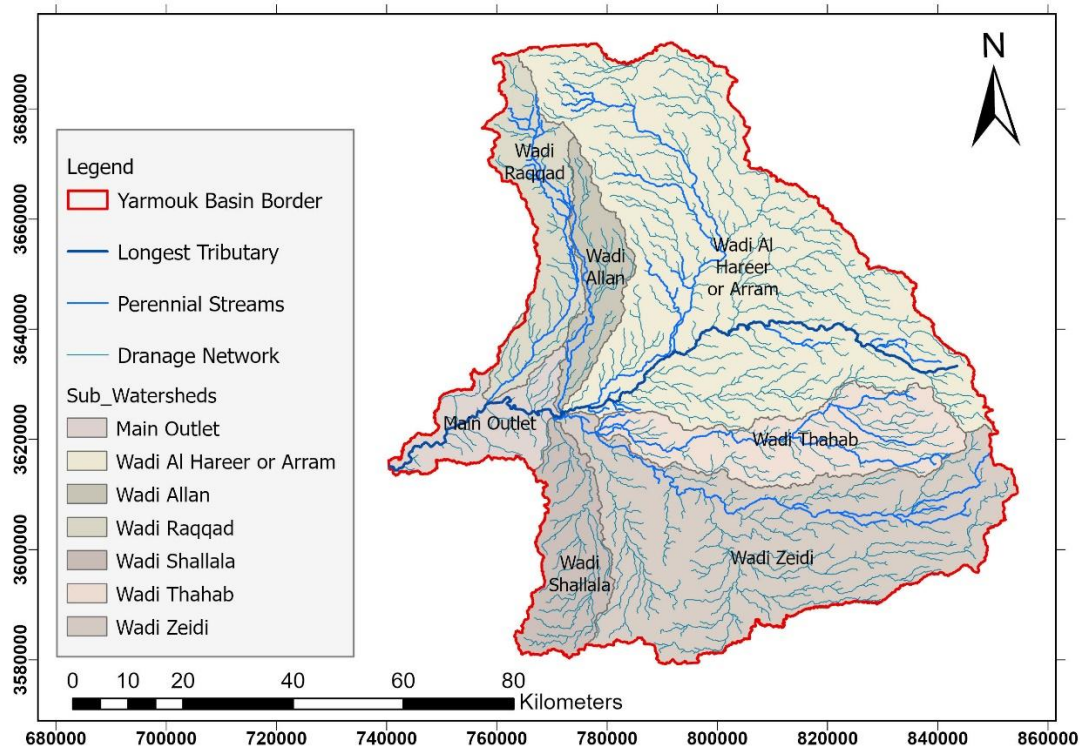 N
3680000
3660000
3640000
3620000
3600000
3580000
Legend
Yarmouk Basin Border
Longest Tributary
Perennial Streams
Dranage Network
Sub_Watersheds
Main Outlet
Wadi Al Hareer or Arram
Wadi Allan
Wadi Raqqad
Wadi Shallala
Wadi Thahab
Wadi Zeidi
Wadi
Raqqad
Wadi
Allan
Wadi Al
Hareer
or Arram
Main Outlet
Wadi Thahab
Wadi
Shallala
Wadi Zeidi
0 10 20 40 60 80
Kilometers
680000 700000 720000 740000 760000 780000 800000 820000 840000 860000